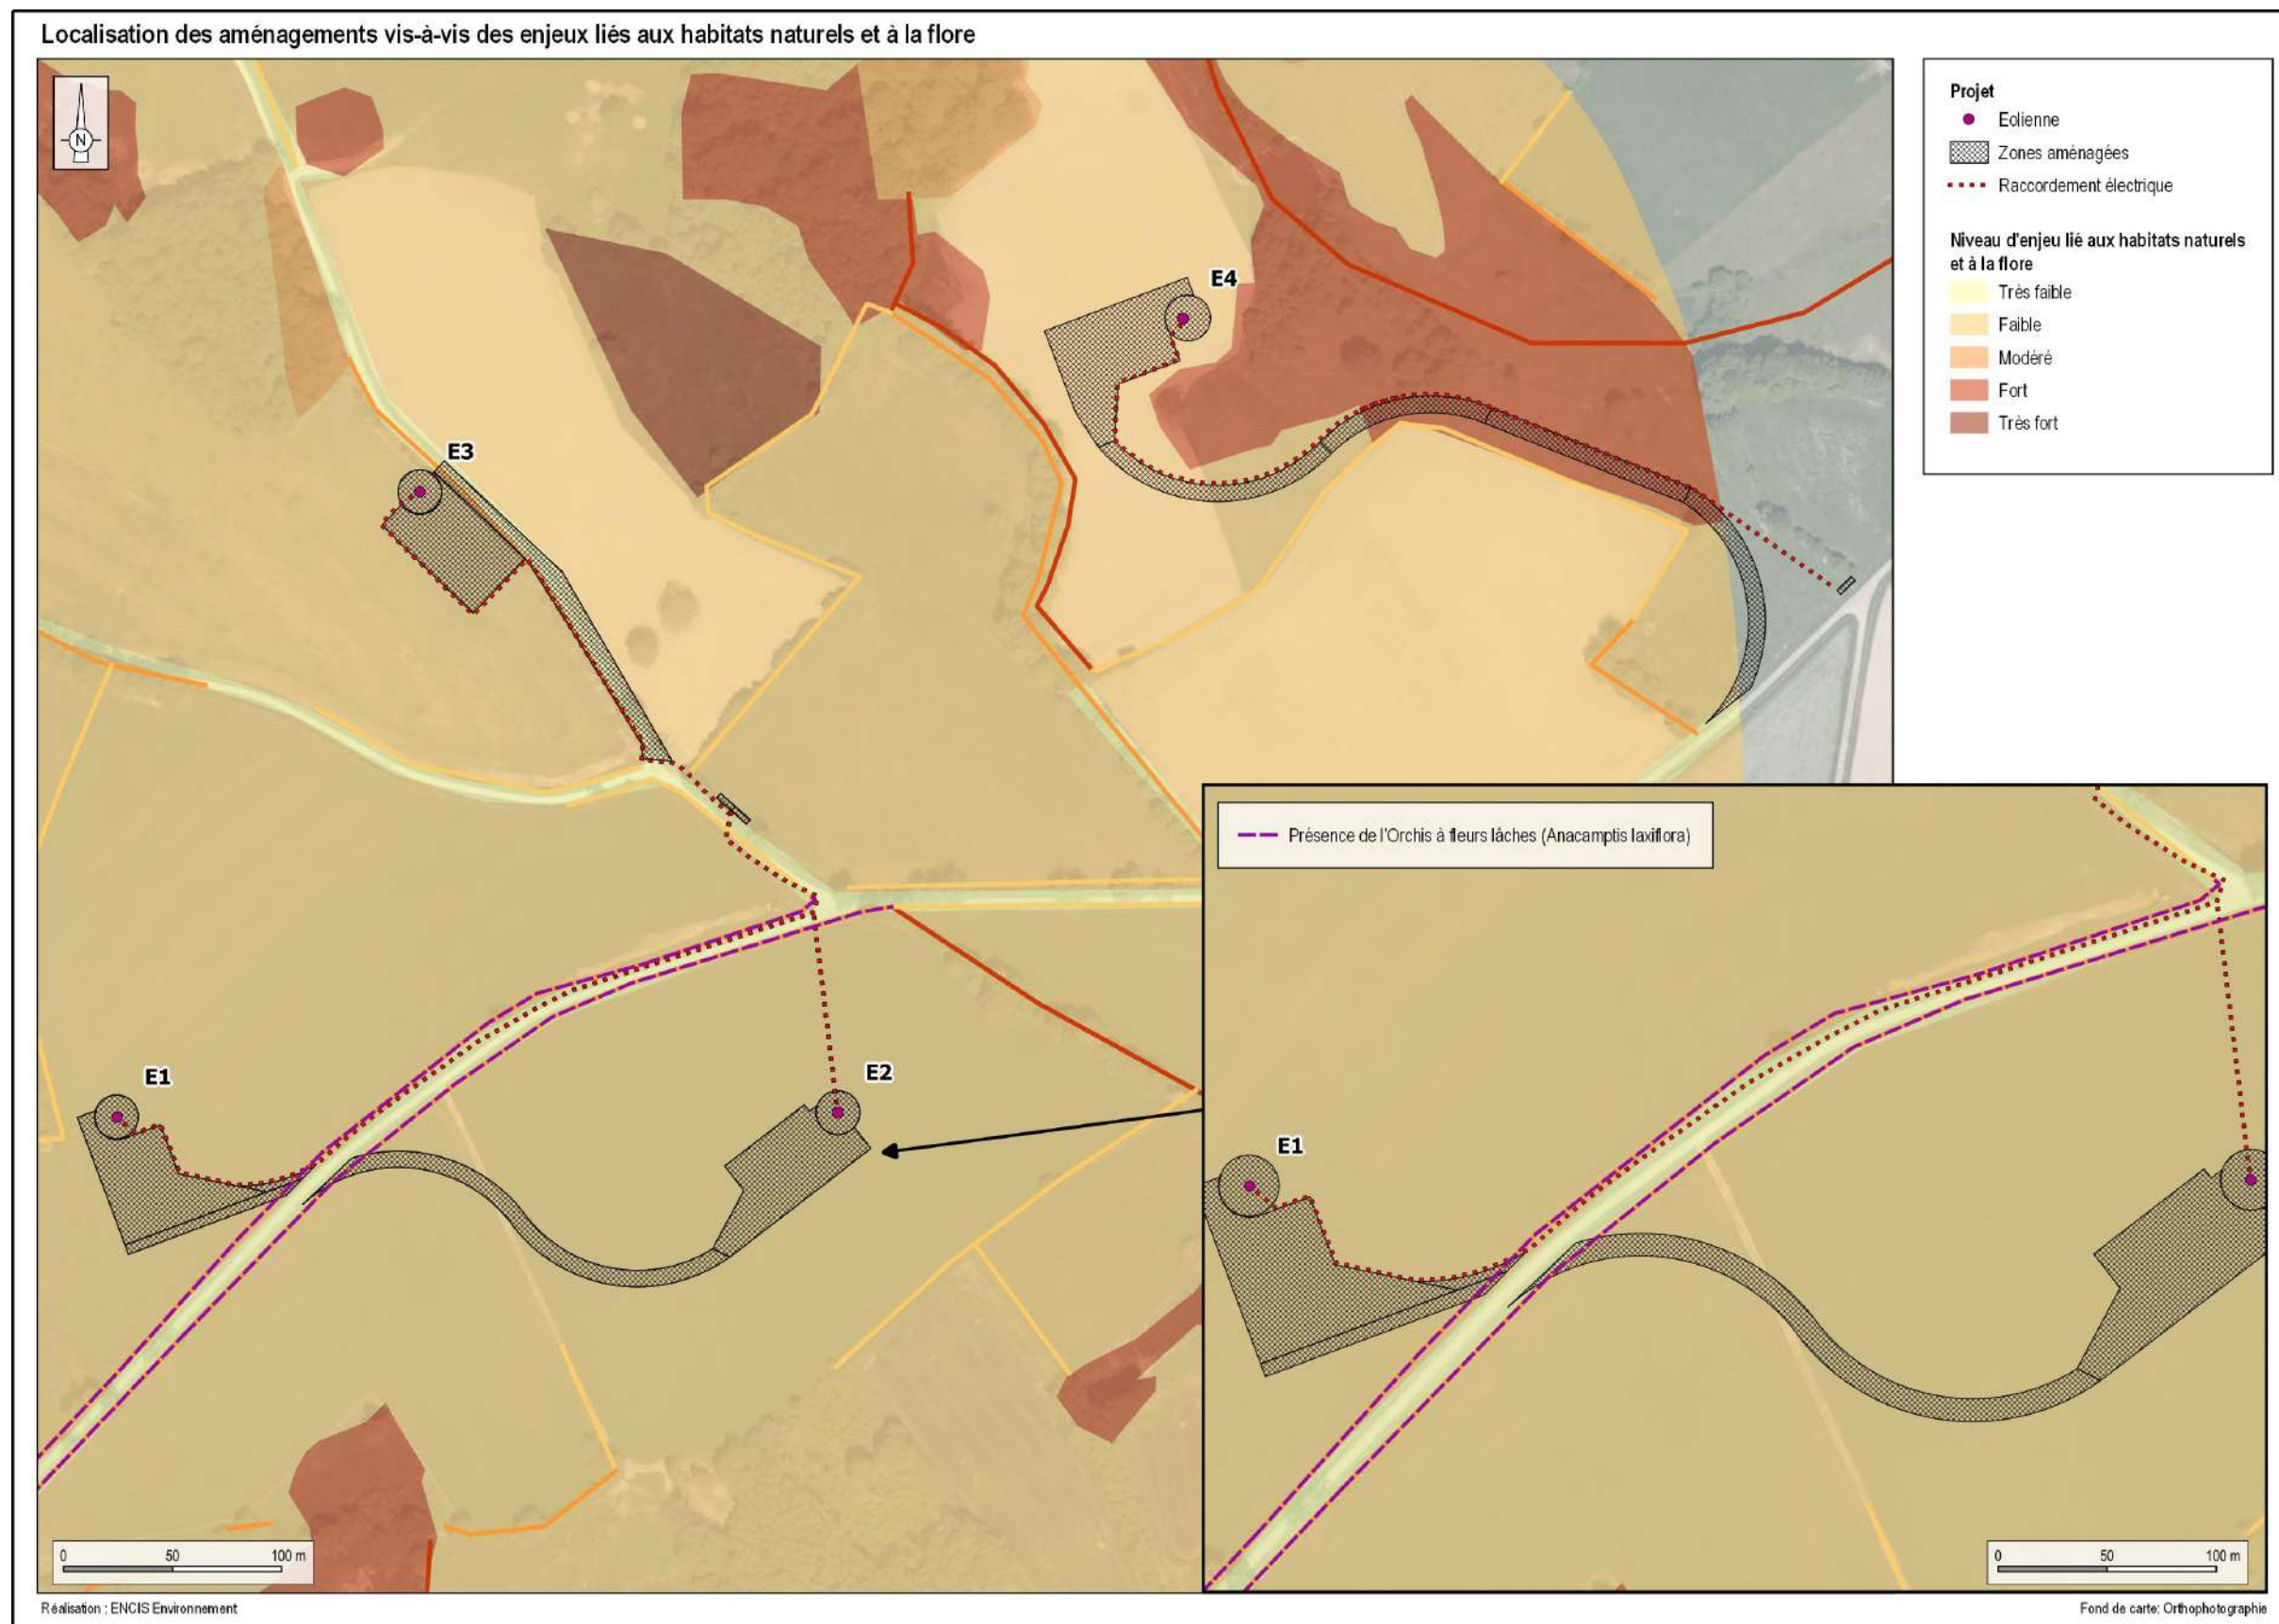 Localisation des aménagements vis-à-vis des enjeux liés aux habitats naturels et à la flore
N
Projet
Eolienne
Zones aménagées
Raccordement électrique
Niveau d'enjeu lié aux habitats naturels
et à la flore
Très faible
Faible
Modéré
Fort
Très fort
E4
E3
E1
E2
Présence de l'Orchis à fleurs lâches (Anacamptis laxiflora)
E1
0 50 100 m
0 50 100 m
Réalisation : ENCIS Environnement
Fond de carte: Orthophotographie